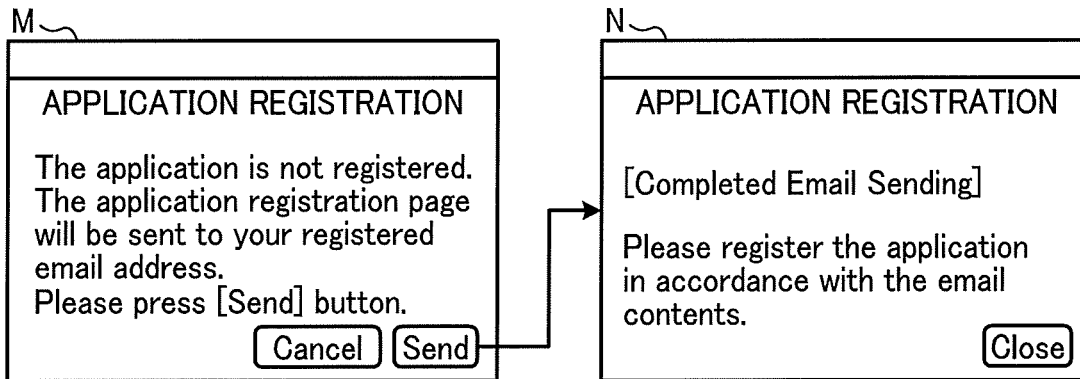 M
APPLICATION REGISTRATION
The application is not registered.
The application registration page
will be sent to your registered
email address.
Please press [Send] button.
Cancel
Send
N
APPLICATION REGISTRATION
[Completed Email Sending]
Please register the application
in accordance with the email
contents.
Close